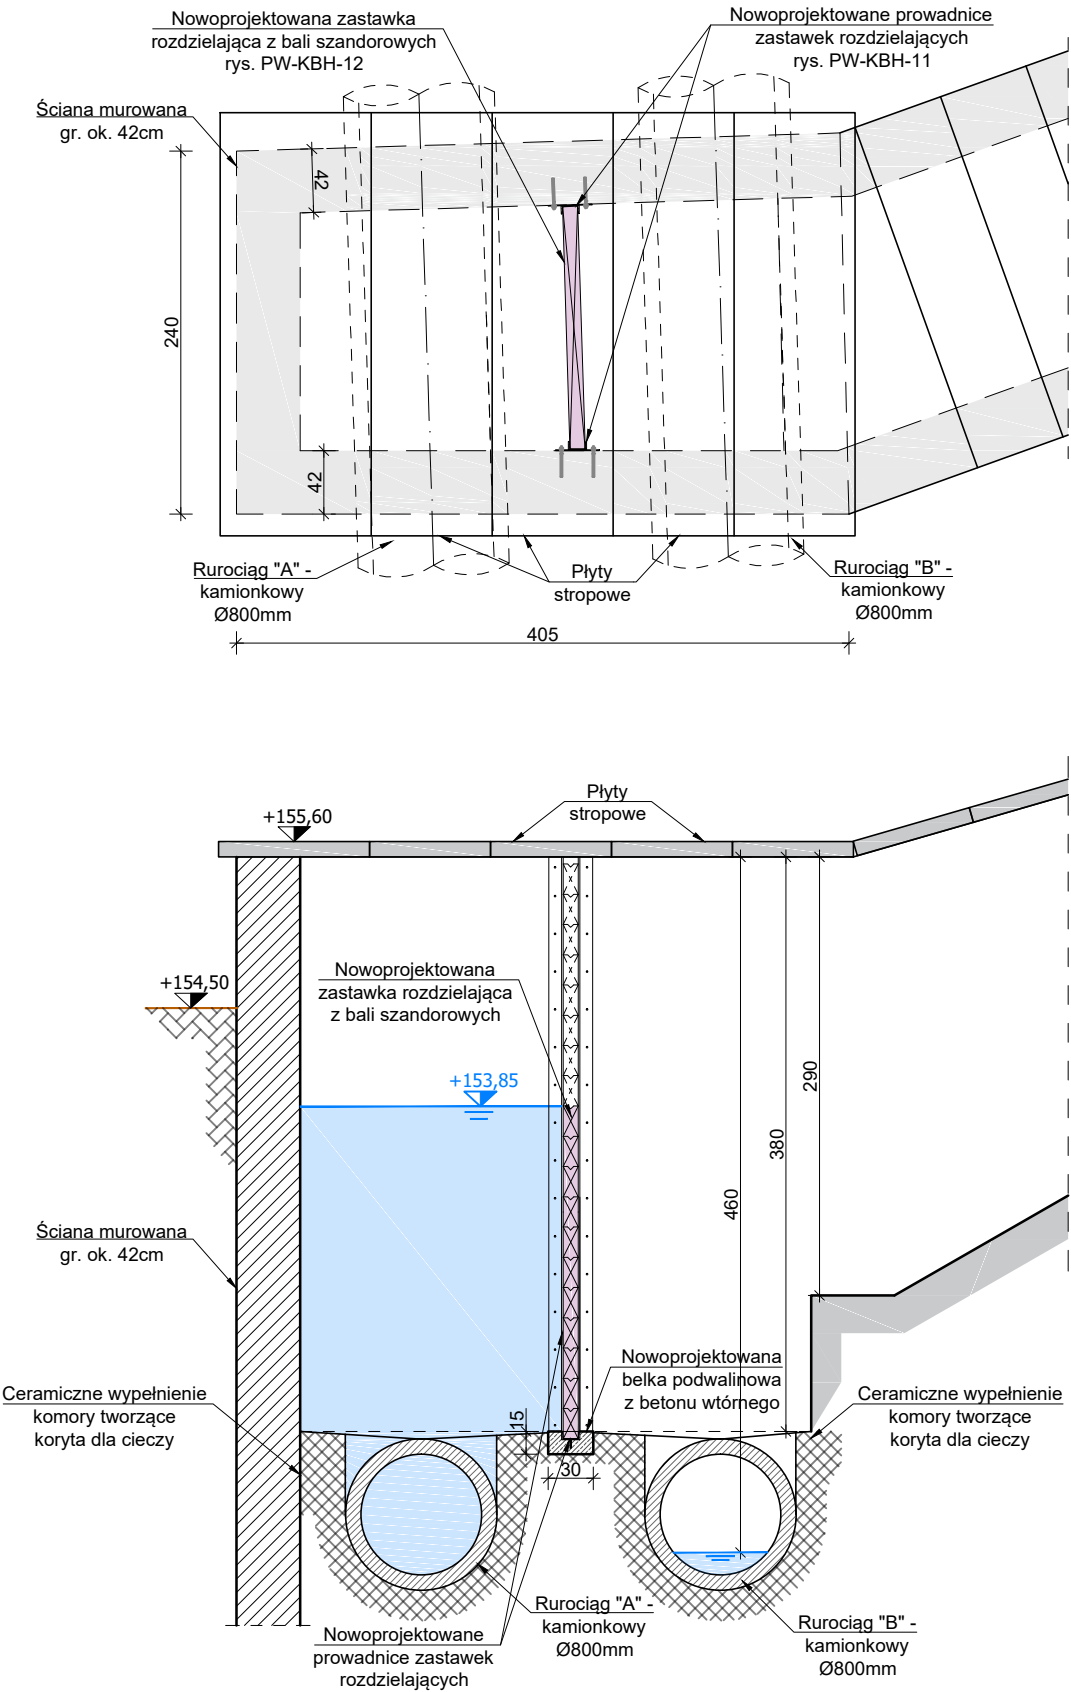 Nowoprojektowana zastawka
rozdzielająca z bali szandorowych
rys. PW-KBH-12
Nowoprojektowane prowadnice
zastawek rozdzielających
rys. PW-KBH-11
Ściana murowana
gr. ok. 42cm
42
240
42
Rurociąg "A" -
kamionkowy
Ø800mm
Płyty
stropowe
Rurociąg "B" -
kamionkowy
Ø800mm
405
Płyty
stropowe
+155,60
Nowoprojektowana
zastawka rozdzielająca
z bali szandorowych
+154,50
+153,85
290
380
460
Ściana murowana
gr. ok. 42cm
Nowoprojektowana
belka podwalinowa
z betonu wtórnego
Ceramiczne wypełnienie
komory tworzące
koryta dla cieczy
15
30
Ceramiczne wypełnienie
komory tworzące
koryta dla cieczy
Rurociąg "A" -
kamionkowy
Ø800mm
Rurociąg "B" -
kamionkowy
Ø800mm
Nowoprojektowane
prowadnice zastawek
rozdzielających